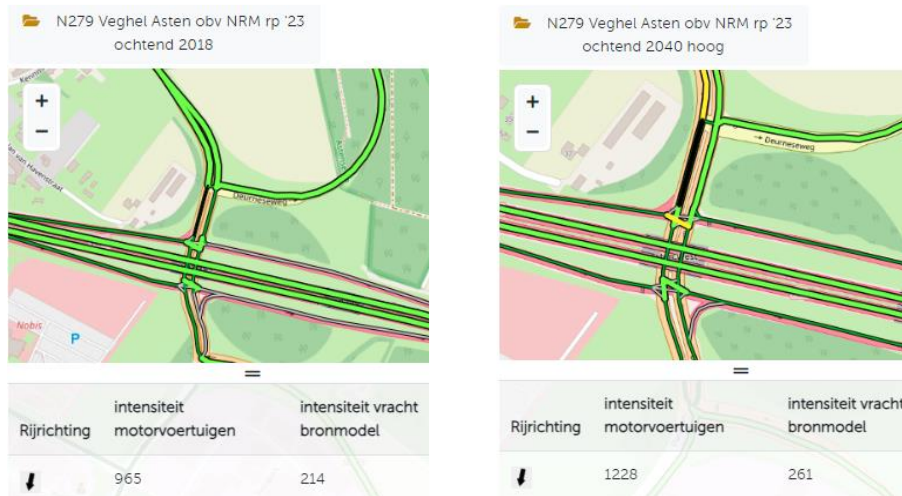 N279 Veghel Asten obv NRM rp '23
ochtend 2018
+
−
Deurneseweg
Nobis
P
Rijrichting
intensiteit
motorvoertuigen
intensiteit vracht
bronmodel
965
214
N279 Veghel Asten obv NRM rp '23
ochtend 2040 hoog
+
−
Deurneseweg
Rijrichting
intensiteit
motorvoertuigen
intensiteit vracht
bronmodel
1228
261